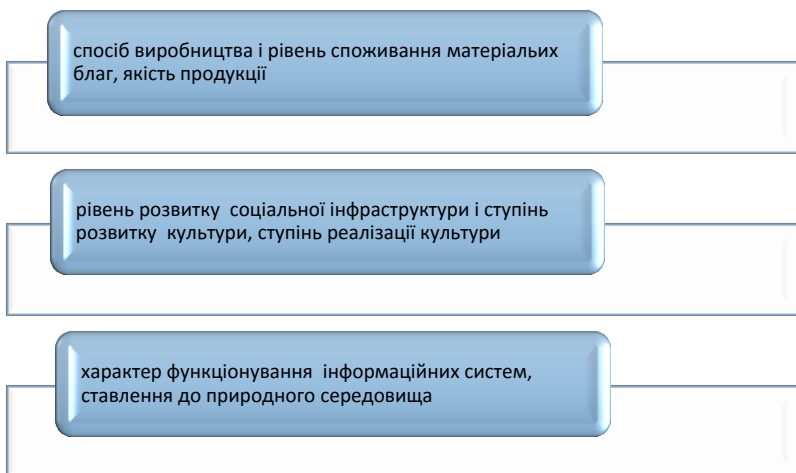 спосіб виробництва і рівень споживання матеріальих
благ, якість продукції
рівень розвитку соціальної інфраструктури і ступінь
розвитку культури, ступінь реалізації культури
характер функціонування інформаційних систем,
ставлення до природного середовища